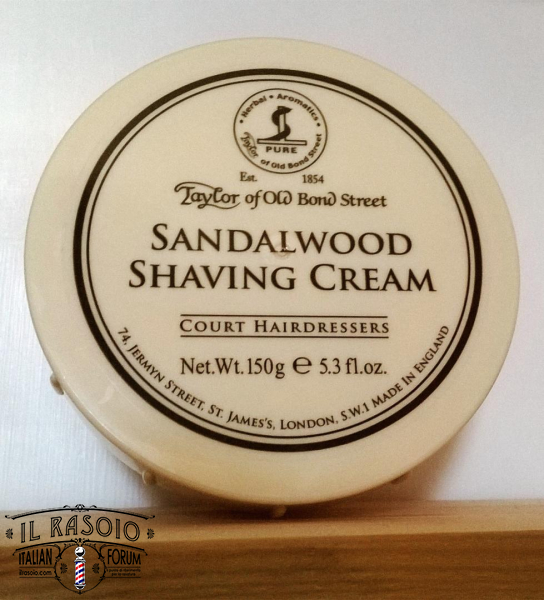 Herbal • Aromatics
PURE
Taylor of Old Bond Street
Est. 1854
Taylor of Old Bond Street
SANDALWOOD
SHAVING CREAM
COURT HAIRDRESSERS
Net.Wt.150g e 5.3 fl.oz.
74, JERMYN STREET, ST. JAMES'S, LONDON, S.W.1 MADE IN ENGLAND
IL RASOIO
ITALIAN FORUM
ilRasoio.com